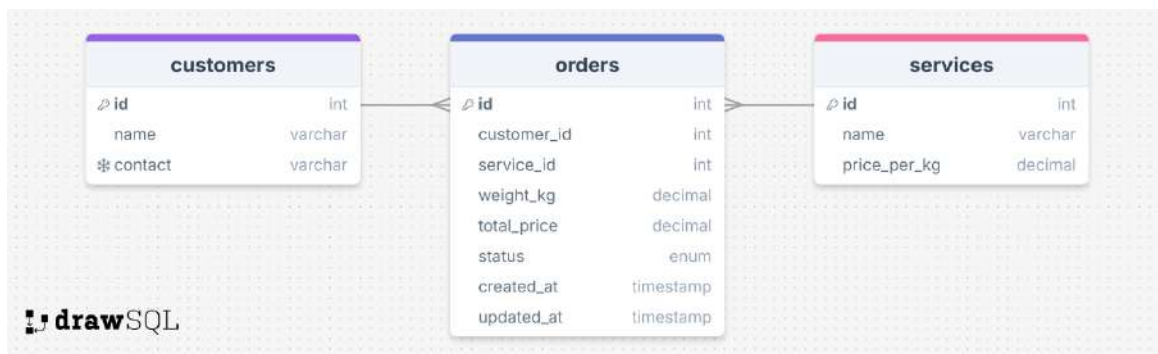 customers
id int
name varchar
contact varchar
orders
id int
customer_id int
service_id int
weight_kg decimal
total_price decimal
status enum
created_at timestamp
updated_at timestamp
services
id int
name varchar
price_per_kg decimal
drawSQL